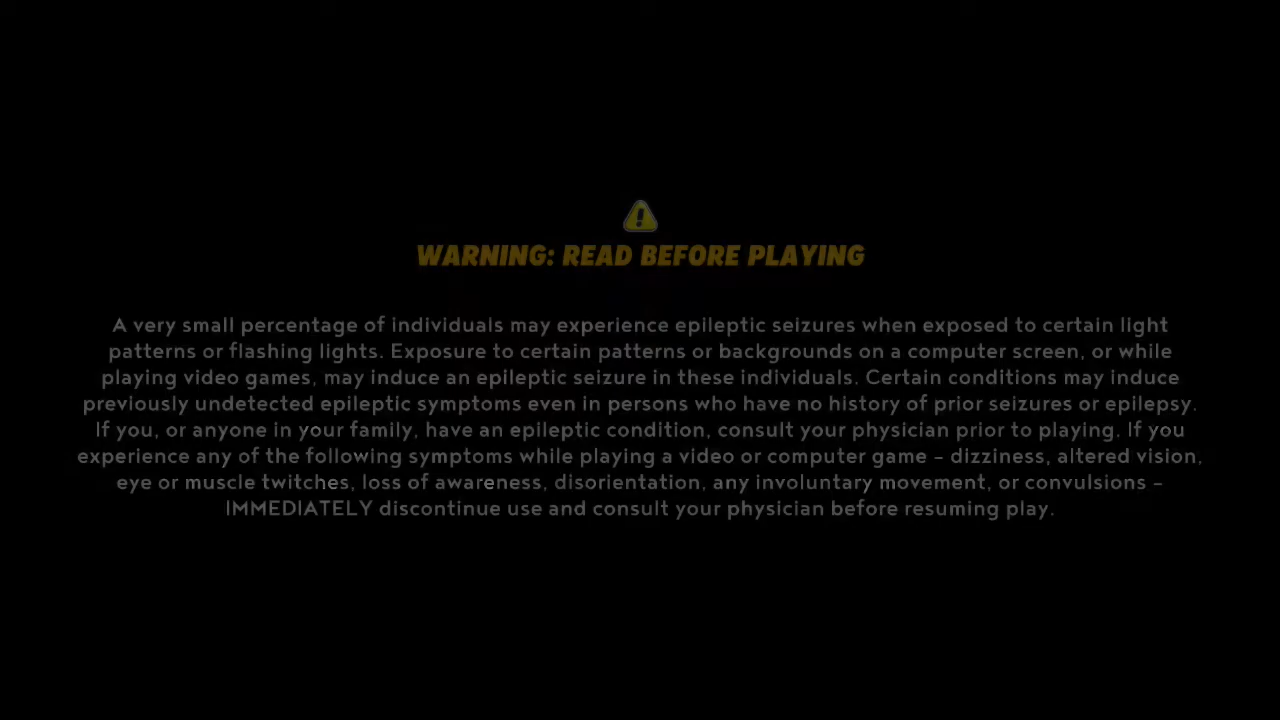 WARNING: READ BEFORE PLAYING
A very small percentage of individuals may experience epileptic seizures when exposed to certain light
patterns or flashing lights. Exposure to certain patterns or backgrounds on a computer screen, or while
playing video games, may induce an epileptic seizure in these individuals. Certain conditions may induce
previously undetected epileptic symptoms even in persons who have no history of prior seizures or epilepsy.
If you, or anyone in your family, have an epileptic condition, consult your physician prior to playing. If you
experience any of the following symptoms while playing a video or computer game – dizziness, altered vision,
eye or muscle twitches, loss of awareness, disorientation, any involuntary movement, or convulsions –
IMMEDIATELY discontinue use and consult your physician before resuming play.